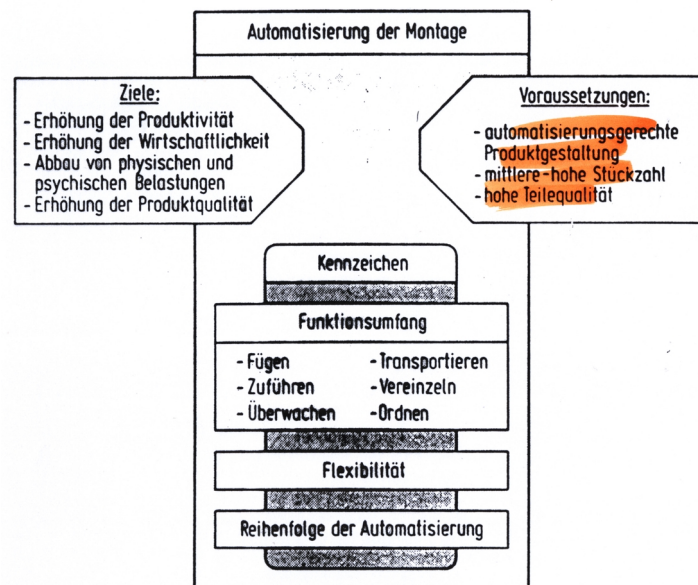 Automatisierung der Montage
Ziele:
- Erhöhung der Produktivität
- Erhöhung der Wirtschaftlichkeit
- Abbau von physischen und
psychischen Belastungen
- Erhöhung der Produktqualität
Voraussetzungen:
- automatisierungsgerechte
Produktgestaltung
- mittlere-hohe Stückzahl
- hohe Teilequalität
Kennzeichen
Funktionsumfang
- Fügen
- Zuführen
- Überwachen
- Transportieren
- Vereinzeln
- Ordnen
Flexibilität
Reihenfolge der Automatisierung